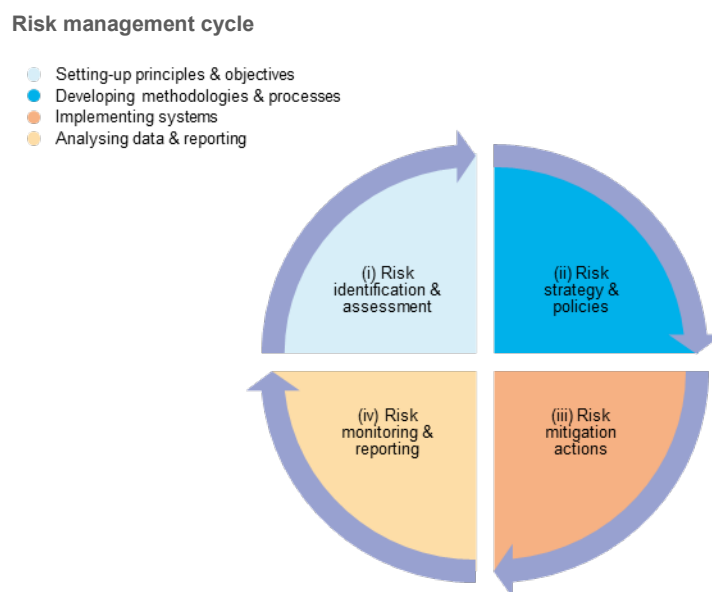 Risk management cycle
Setting-up principles & objectives
Developing methodologies & processes
Implementing systems
Analysing data & reporting
(i) Risk
identification &
assessment
(ii) Risk
strategy &
policies
(iv) Risk
monitoring &
reporting
(iii) Risk
mitigation
actions